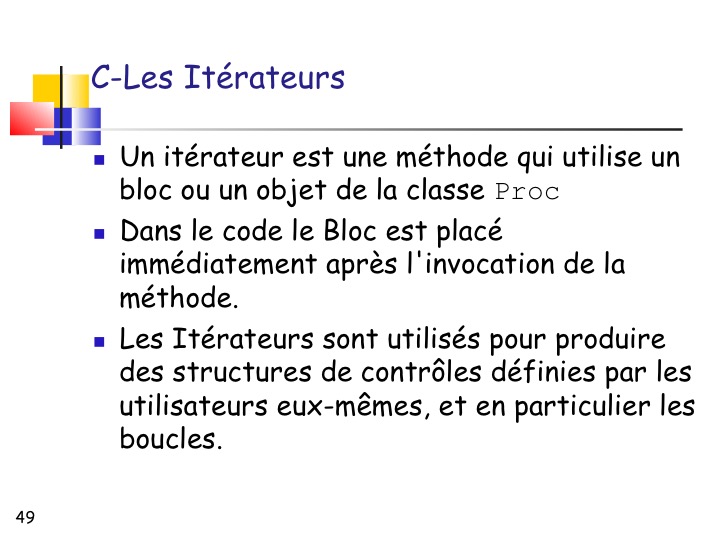 C-Les Itérateurs
Un itérateur est une méthode qui utilise un
bloc ou un objet de la classe Proc
Dans le code le Bloc est placé
immédiatement après l'invocation de la
méthode.
Les Itérateurs sont utilisés pour produire
des structures de contrôles définies par les
utilisateurs eux-mêmes, et en particulier les
boucles.
49